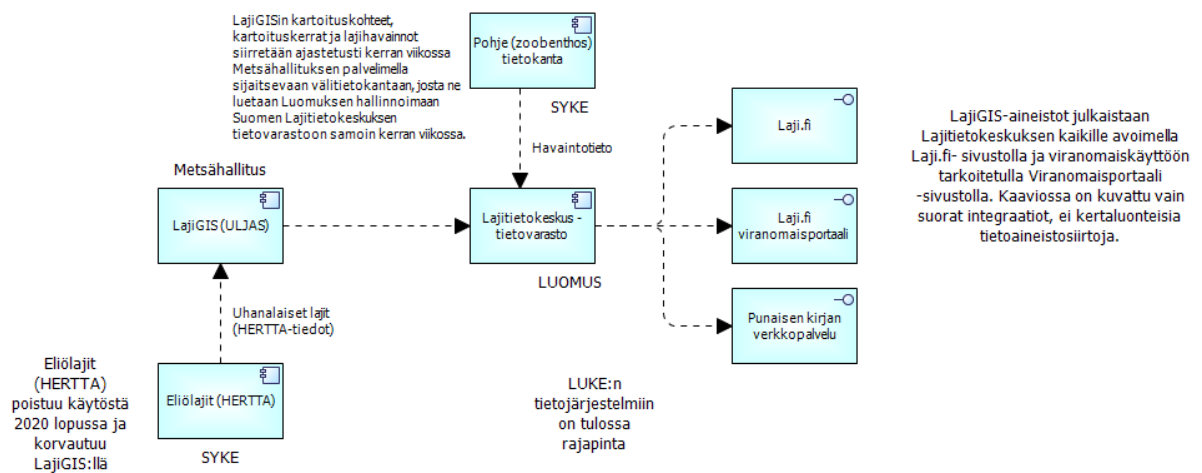 LajiGISin kartoituskohteet,
kartoituskerrat ja lajihavainnot
siirretään ajastetusti kerran viikossa
Metsähallituksen palvelimella
sijaitsevaan välitietokantaan, josta ne
luetaan Luomuksen hallinnoimaan
Suomen Lajitietokeskuksen
tietovarastoon samoin kerran viikossa.
Pohje (zoobenthos)
tietokanta
SYKE
Havaintotieto
Metsähallitus
LajiGIS (ULJAS)
Lajitietokeskus -
tietovarasto
LUOMUS
Laji.fi
Laji.fi
viranomaisportaali
Punaisen kirjan
verkkopalvelu
LajiGIS-aineistot julkaistaan
Lajitietokeskuksen kaikille avoimella
Laji.fi- sivustolla ja viranomaiskäyttöön
tarkoitetulla Viranomaisportaali
-sivustolla. Kaaviossa on kuvattu vain
suorat integraatiot, ei kertaluonteisia
tietoaineistosiirtoja.
Uhanalaiset lajit
(HERTTA-tiedot)
Eliölajit
(HERTTA)
poistuu käytöstä
2020 lopussa ja
korvautuu
LajiGIS:llä
Eliölajit (HERTTA)
SYKE
LUKE:n
tietojärjestelmiin
on tulossa
rajapinta